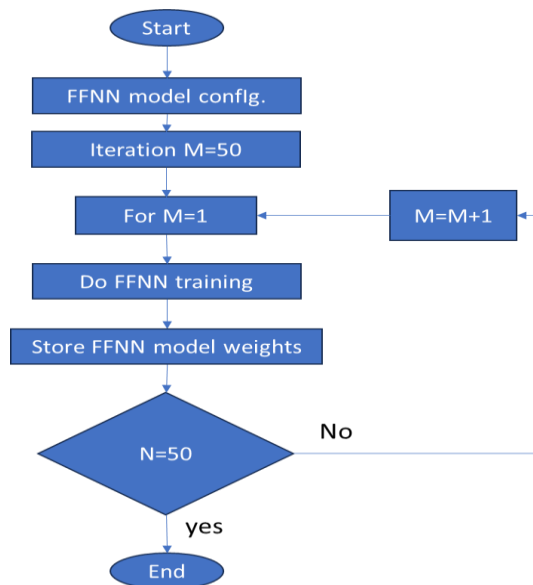 Start
FFNN model config.
Iteration M=50
For M=1
M=M+1
Do FFNN training
Store FFNN model weights
N=50
No
yes
End